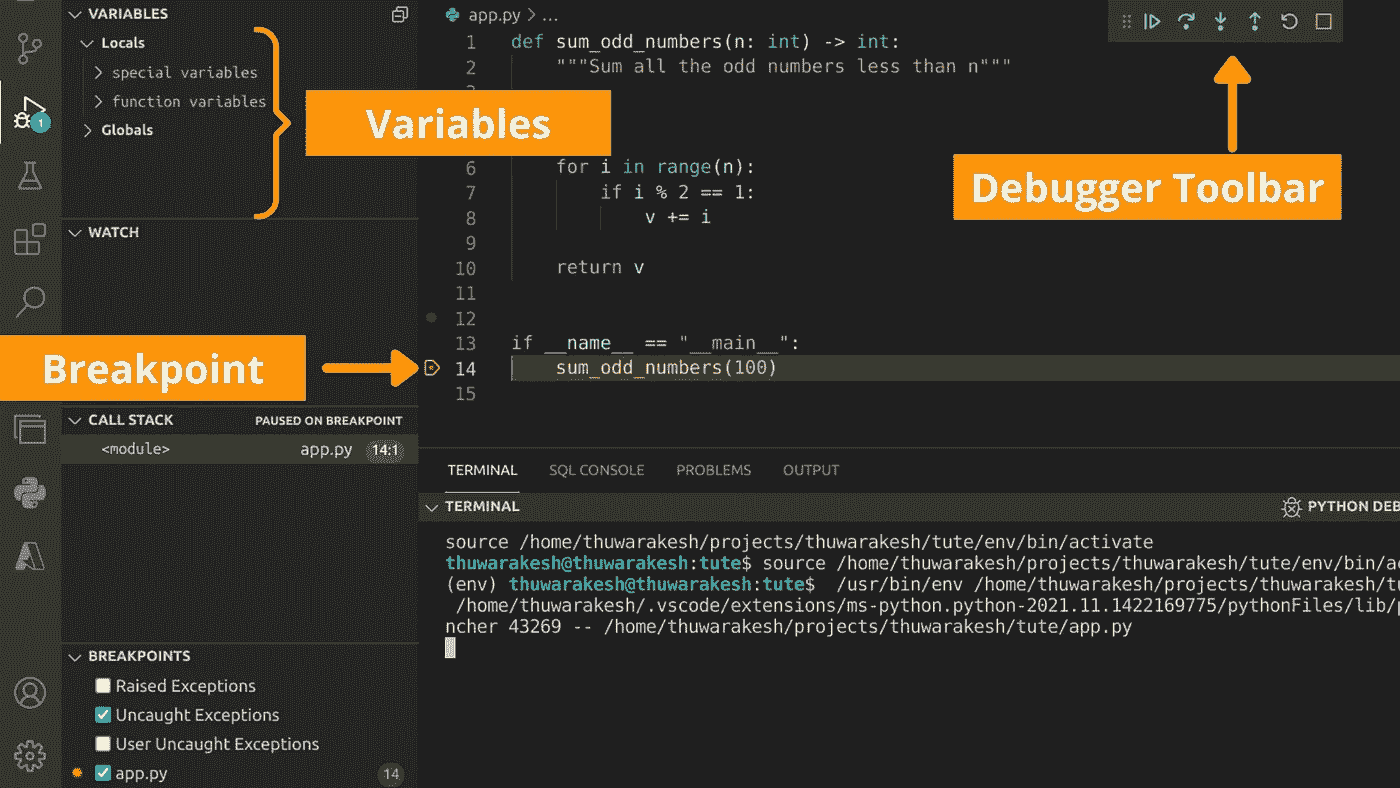 VARIABLES
Locals
special variables
function variables
Globals
Variables
WATCH
Breakpoint
CALL STACK PAUSED ON BREAKPOINT
<module> app.py 14:1
BREAKPOINTS
Raised Exceptions
Uncaught Exceptions
User Uncaught Exceptions
app.py 14
1
app.py > ...
Debugger Toolbar
1 def sum_odd_numbers(n: int) -> int:
2 """Sum all the odd numbers less than n"""
6 for i in range(n):
7 if i % 2 == 1:
8 v += i
9
10 return v
11
12
13 if __name__ == "__main__":
14 sum_odd_numbers(100)
15
TERMINAL SQL CONSOLE PROBLEMS OUTPUT
TERMINAL PYTHON DEB
source /home/thuwarakesh/projects/thuwarakesh/tute/env/bin/activate
thuwarakesh@thuwarakesh:tute$ source /home/thuwarakesh/projects/thuwarakesh/tute/env/bin/ac
(env) thuwarakesh@thuwarakesh:tute$ /usr/bin/env /home/thuwarakesh/projects/thuwarakesh/tu
/home/thuwarakesh/.vscode/extensions/ms-python.python-2021.11.1422169775/pythonFiles/lib/p
ncher 43269 -- /home/thuwarakesh/projects/thuwarakesh/tute/app.py